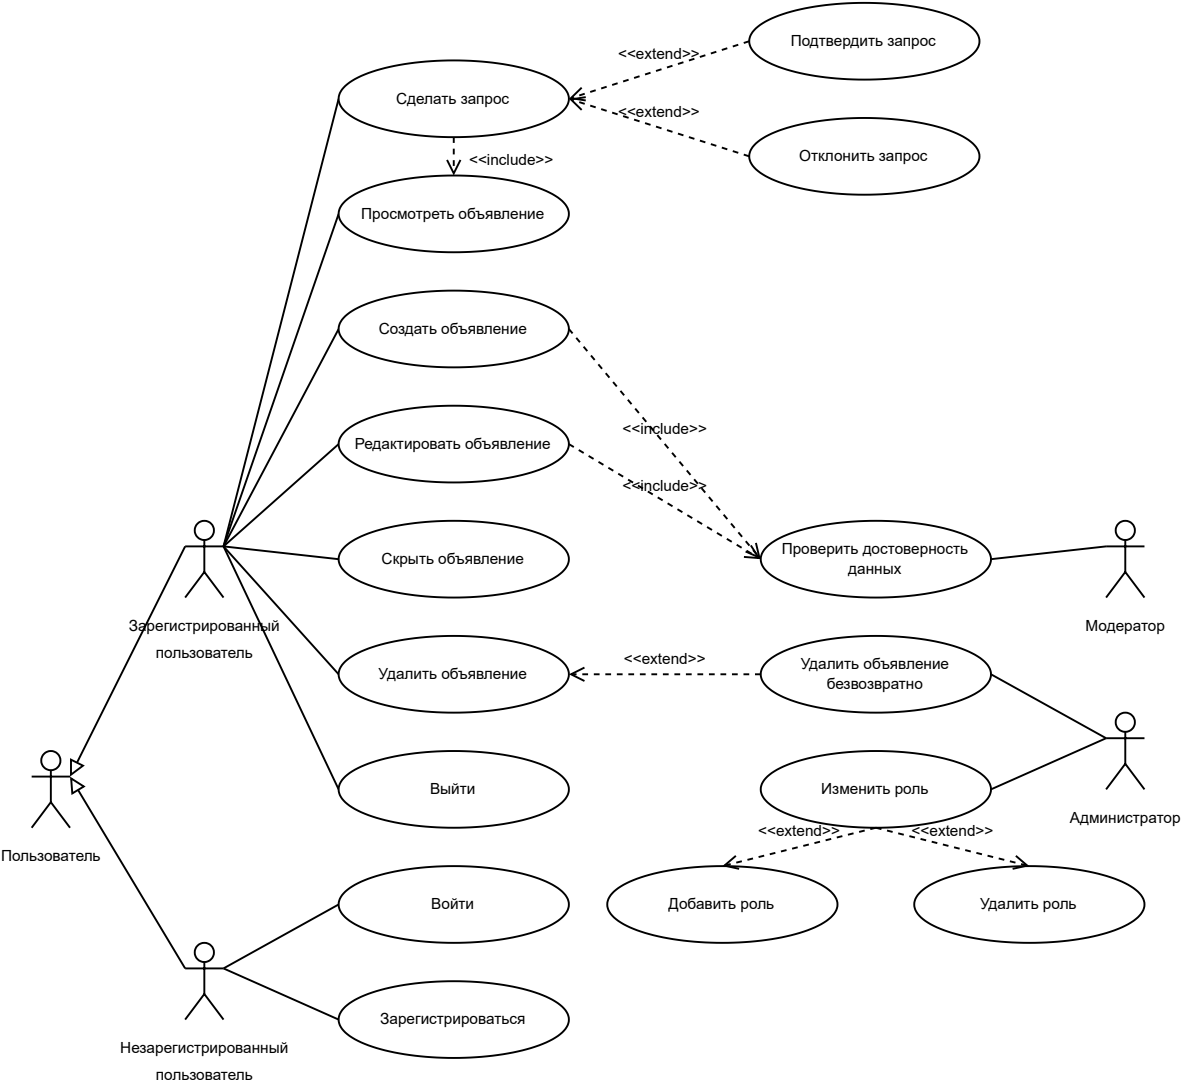 Подтвердить запрос
<<extend>>
Сделать запрос
<<extend>>
Отклонить запрос
<<include>>
Просмотреть объявление
Создать объявление
<<include>>
Редактировать объявление
<<include>>
Скрыть объявление
Проверить достоверность
данных
Зарегистрированный
пользователь
Модератор
Удалить объявление
<<extend>>
Удалить объявление
безвозвратно
Выйти
Изменить роль
Администратор
<<extend>>
<<extend>>
Пользователь
Войти
Добавить роль
Удалить роль
Зарегистрироваться
Незарегистрированный
пользователь